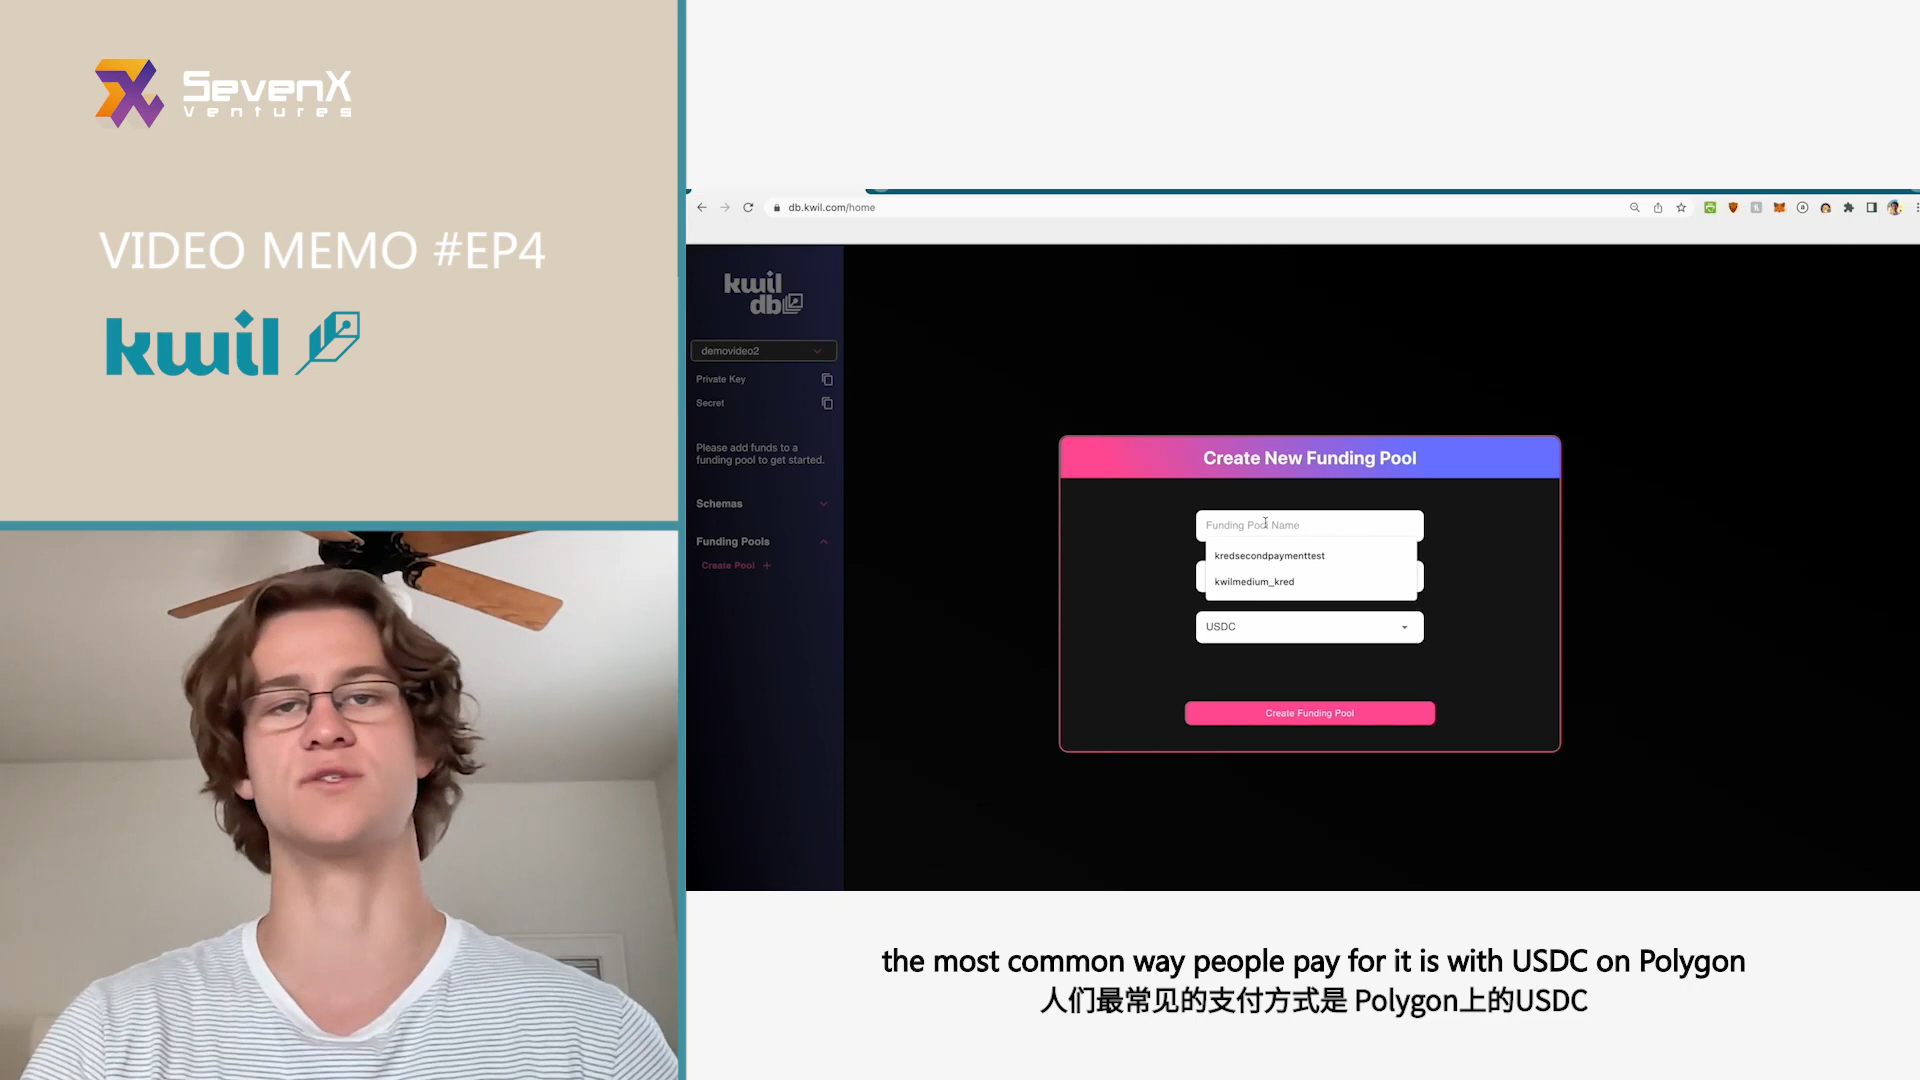 SevenX
Ventures
VIDEO MEMO #EP4
kwil
db.kwil.com/home
kwil
db
demovideo2
Private Key
Secret
Please add funds to a
funding pool to get started.
Schemas
Funding Pools
Create Pool +
Create New Funding Pool
Funding Pool Name
kredsecondpaymenttest
kwilmedium_kred
USDC
Create Funding Pool
the most common way people pay for it is with USDC on Polygon
人们最常见的支付方式是 Polygon上的USDC